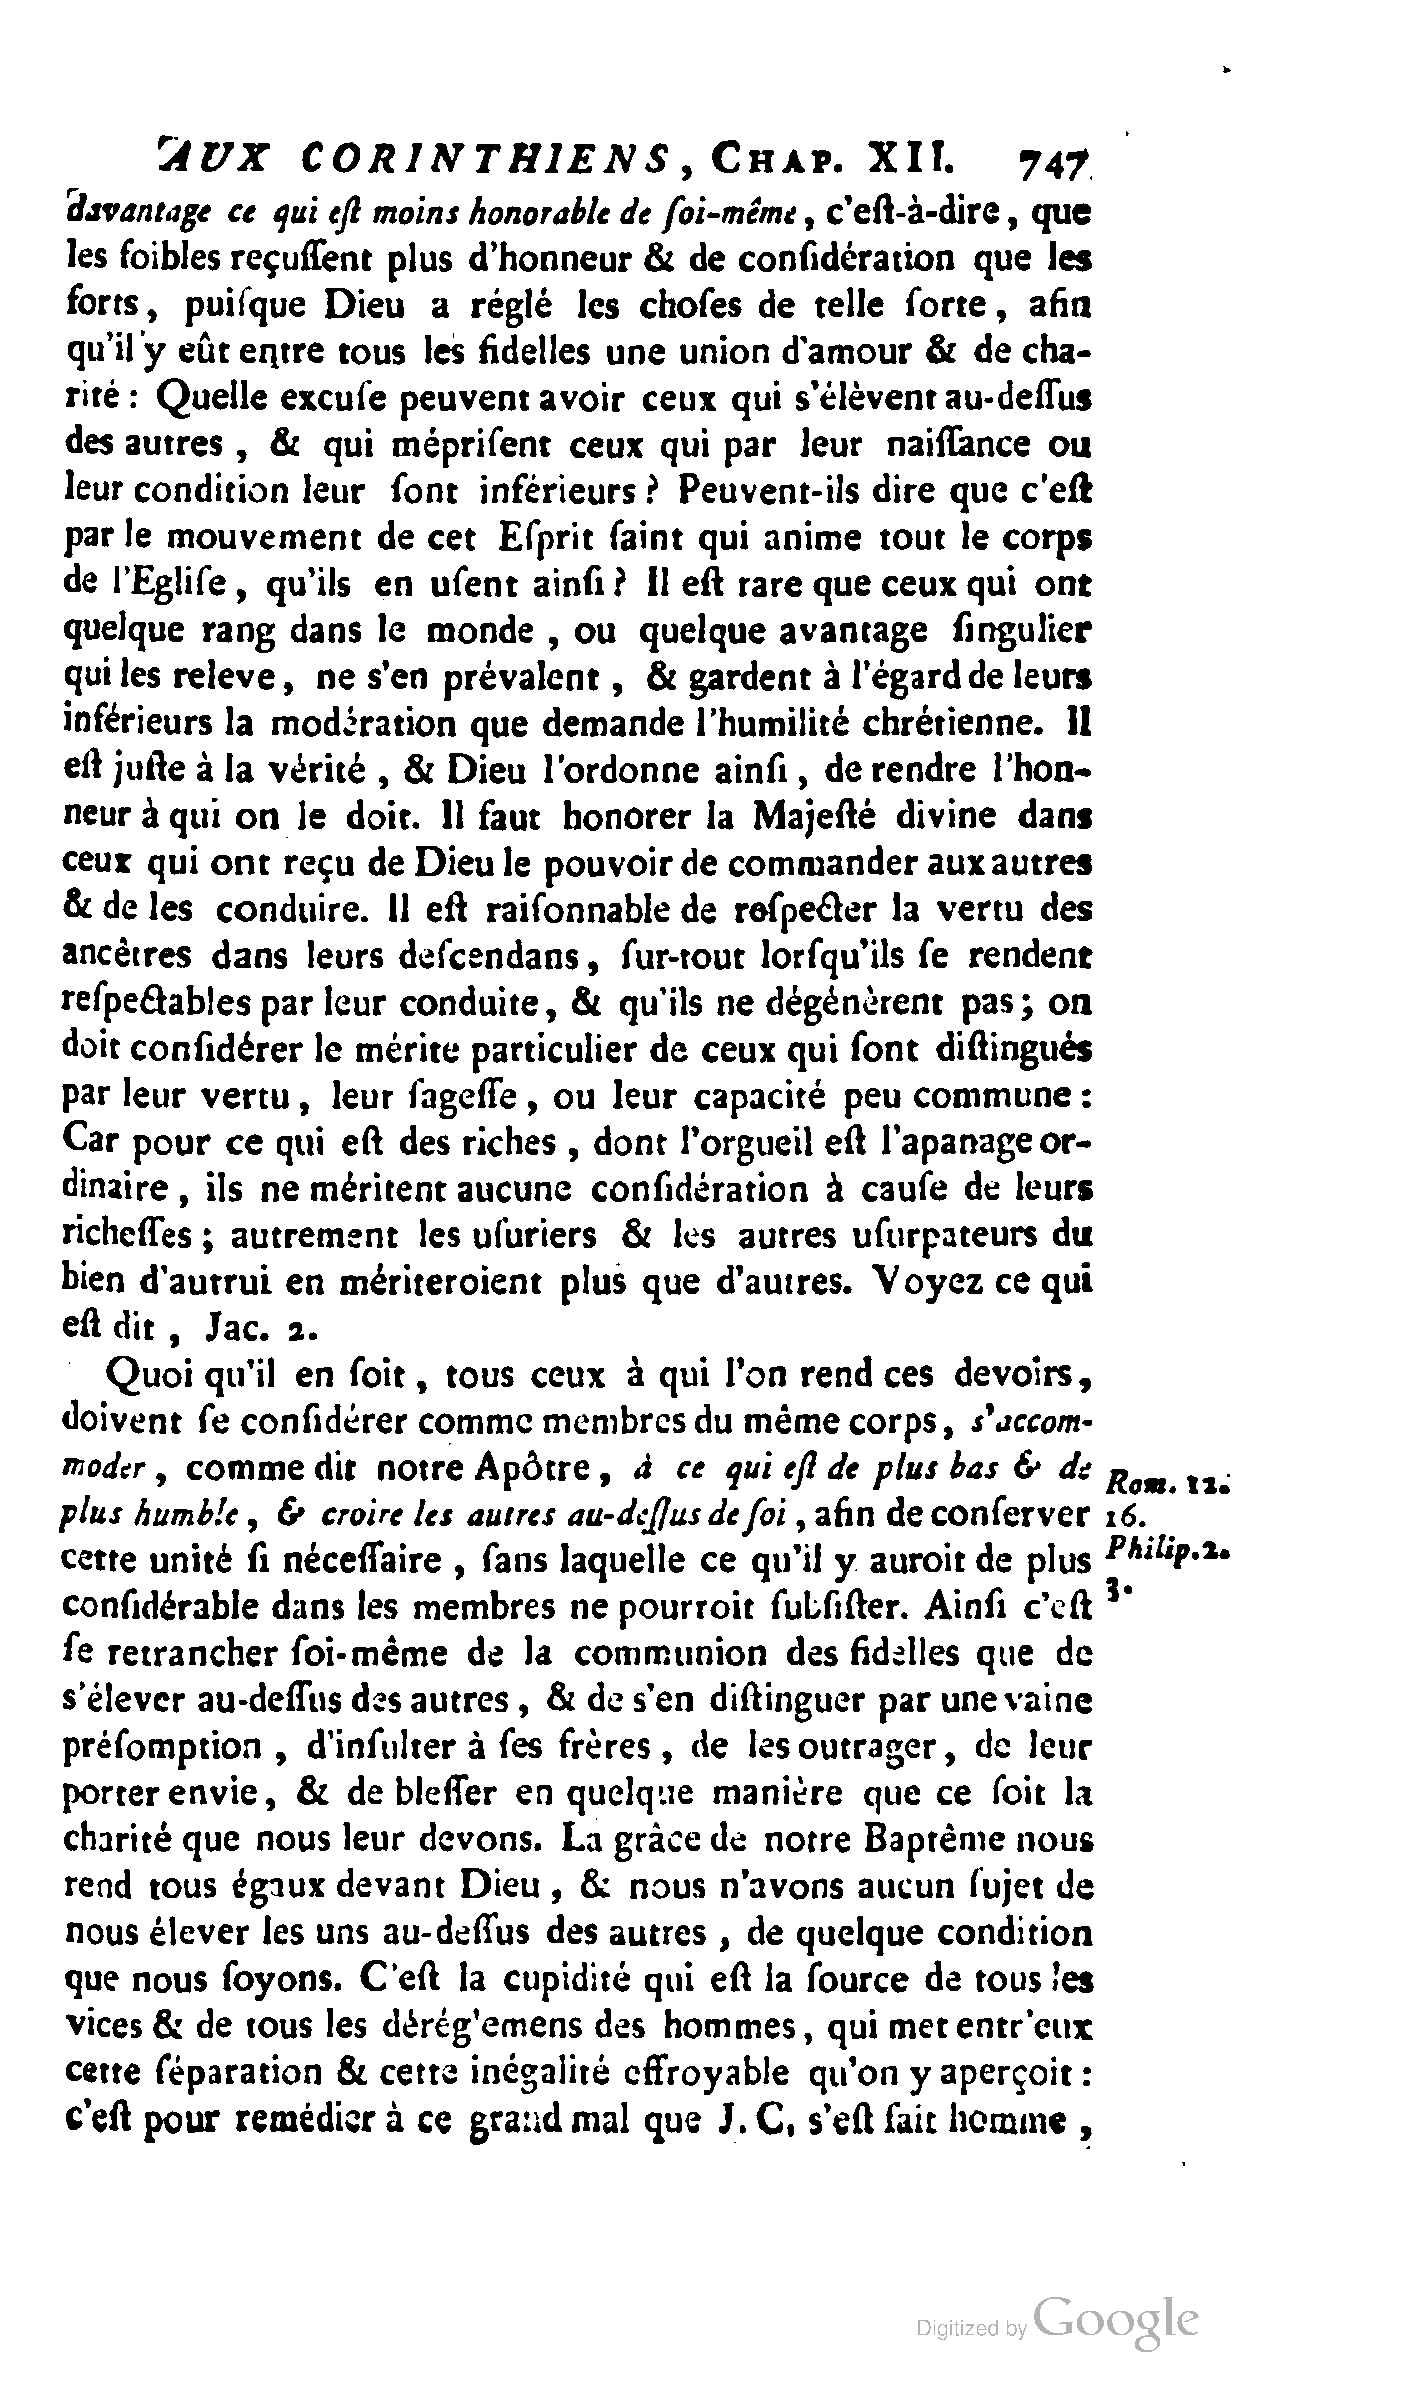 AUX CORINTHIENS, CHAP. XII. 747
davantage ce qui eſt moins honorable de ſoi-même, c'eſt-à-dire, que
les foibles reçuſſent plus d'honneur & de conſidération que les
forts, puiſque Dieu a réglé les choſes de telle ſorte, afin
qu'il y eût entre tous les fidelles une union d'amour & de cha-
rité : Quelle excuſe peuvent avoir ceux qui s'élèvent au-deſſus
des autres, & qui mépriſent ceux qui par leur naiſſance ou
leur condition leur ſont inférieurs ? Peuvent-ils dire que c'eſt
par le mouvement de cet Eſprit ſaint qui anime tout le corps
de l'Egliſe, qu'ils en uſent ainſi ? Il eſt rare que ceux qui ont
quelque rang dans le monde, ou quelque avantage ſingulier
qui les releve, ne s'en prévalent, & gardent à l'égard de leurs
inférieurs la modération que demande l'humilité chrétienne. Il
eſt juſte à la vérité, & Dieu l'ordonne ainſi, de rendre l'hon-
neur à qui on le doit. Il faut honorer la Majeſté divine dans
ceux qui ont reçu de Dieu le pouvoir de commander aux autres
& de les conduire. Il eſt raiſonnable de reſpecter la vertu des
ancêtres dans leurs deſcendans, ſur-tout lorſqu'ils ſe rendent
reſpectables par leur conduite, & qu'ils ne dégénèrent pas ; on
doit conſidérer le mérite particulier de ceux qui ſont diſtingués
par leur vertu, leur ſageſſe, ou leur capacité peu commune :
Car pour ce qui eſt des riches, dont l'orgueil eſt l'apanage or-
dinaire, ils ne méritent aucune conſidération à cauſe de leurs
richeſſes ; autrement les uſuriers & les autres uſurpateurs du
bien d'autrui en mériteroient plus que d'autres. Voyez ce qui
eſt dit, Jac. 2.
Quoi qu'il en ſoit, tous ceux à qui l'on rend ces devoirs,
doivent ſe conſidérer comme membres du même corps, s'accom-
moder, comme dit notre Apôtre, à ce qui eſt de plus bas & de
Rom. 12.
plus humble, & croire les autres au-deſſus de ſoi, afin de conſerver
16.
cette unité ſi néceſſaire, ſans laquelle ce qu'il y auroit de plus
Philip. 2.
conſidérable dans les membres ne pourroit ſubſiſter. Ainſi c'eſt
3.
ſe retrancher ſoi-même de la communion des fidelles que de
s'élever au-deſſus des autres, & de s'en diſtinguer par une vaine
préſomption, d'inſulter à ſes frères, de les outrager, de leur
porter envie, & de bleſſer en quelque manière que ce ſoit la
charité que nous leur devons. La grâce de notre Baptême nous
rend tous égaux devant Dieu, & nous n'avons aucun ſujet de
nous élever les uns au-deſſus des autres, de quelque condition
que nous ſoyons. C'eſt la cupidité qui eſt la ſource de tous les
vices & de tous les dérég'emens des hommes, qui met entr'eux
cette ſéparation & cette inégalité effroyable qu'on y aperçoit :
c'eſt pour remédier à ce grand mal que J. C. s'eſt fait homme,
Digitized by Google